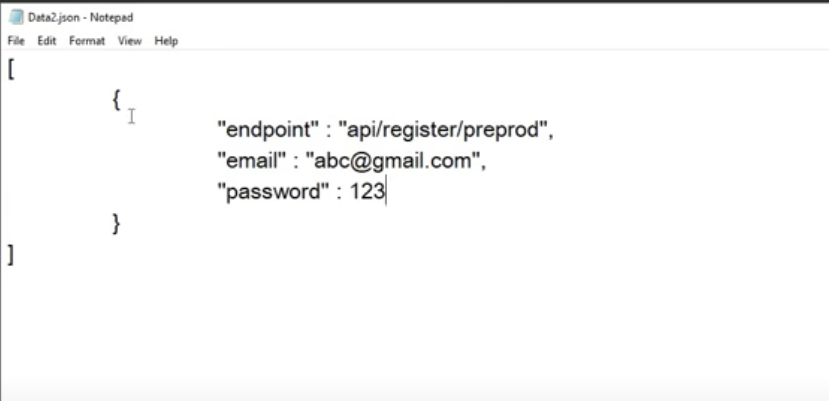 Data2.json - Notepad
File Edit Format View Help
[
{
"endpoint" : "api/register/preprod",
"email" : "abc@gmail.com",
"password" : 123
}
]